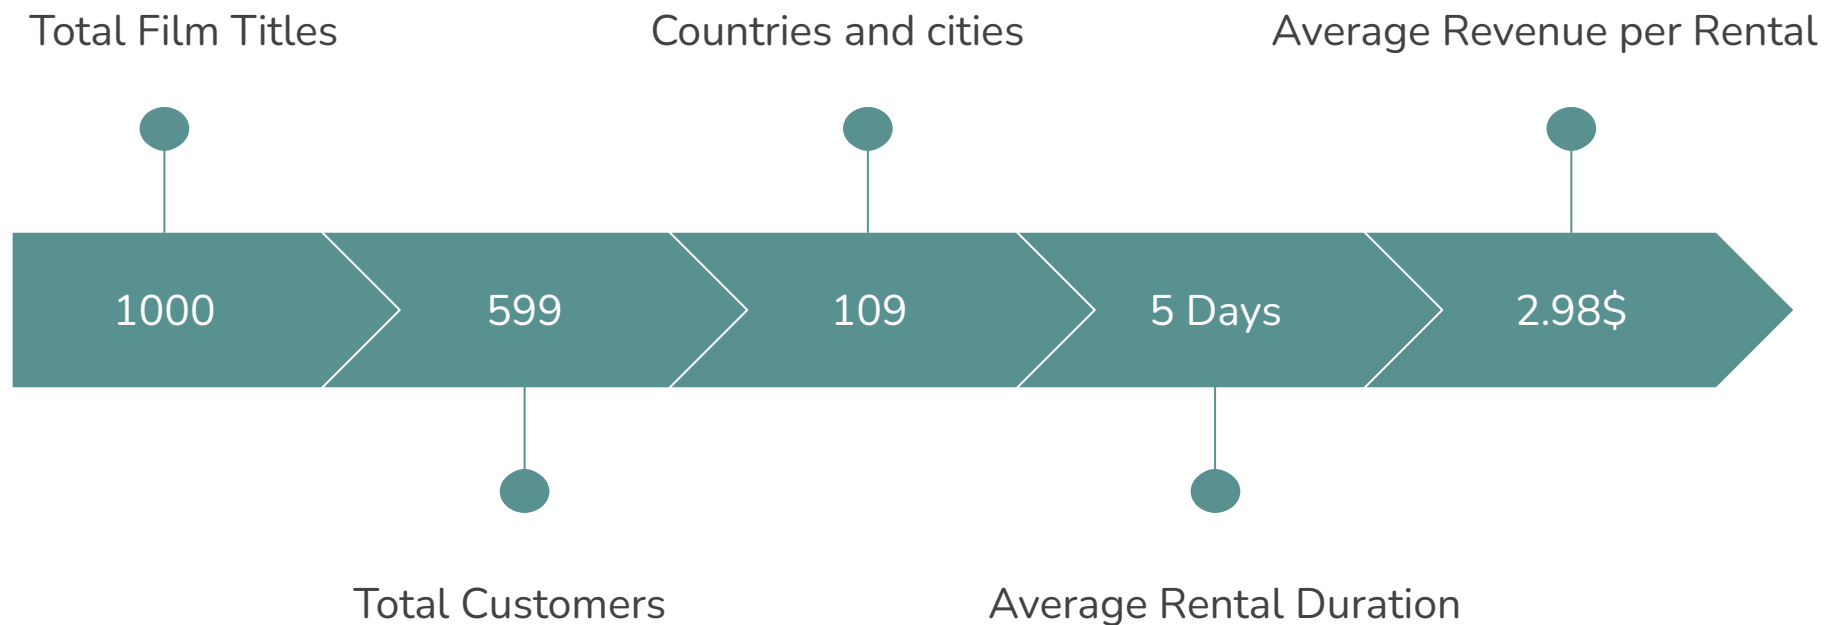 Total Film Titles
Countries and cities
Average Revenue per Rental
1000
599
109
5 Days
2.98$
Total Customers
Average Rental Duration